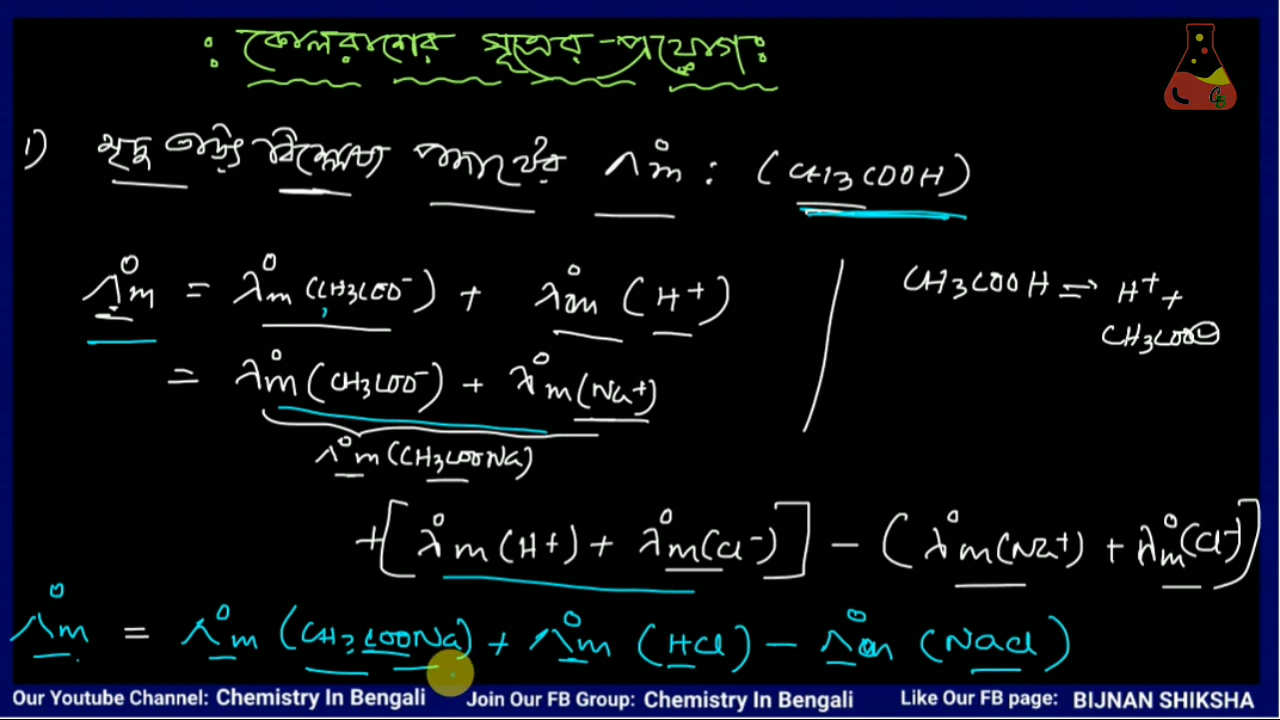 : কোলরাশের সূত্রের প্রয়োগ:
1) মৃদু তড়িৎ বিশ্লেষ্য পদার্থের Λ°m : (CH3COOH)
Λ°m = λ°m (CH3COO⁻) + λ°m (H+)
CH3COOH ⇌ H+ +
CH3COO⊖
= λ°m (CH3COO⁻) + λ°m (Na+)
Λ°m (CH3COONa)
+ [λ°m (H+) + λ°m (Cl⁻)] − (λ°m (Na+) + λ°m (Cl⁻)]
Λ°m = Λ°m (CH3COONa) + Λ°m (HCl) − Λ°m (NaCl)
Our Youtube Channel: Chemistry In Bengali Join Our FB Group: Chemistry In Bengali Like Our FB page: BIJNAN SHIKSHA